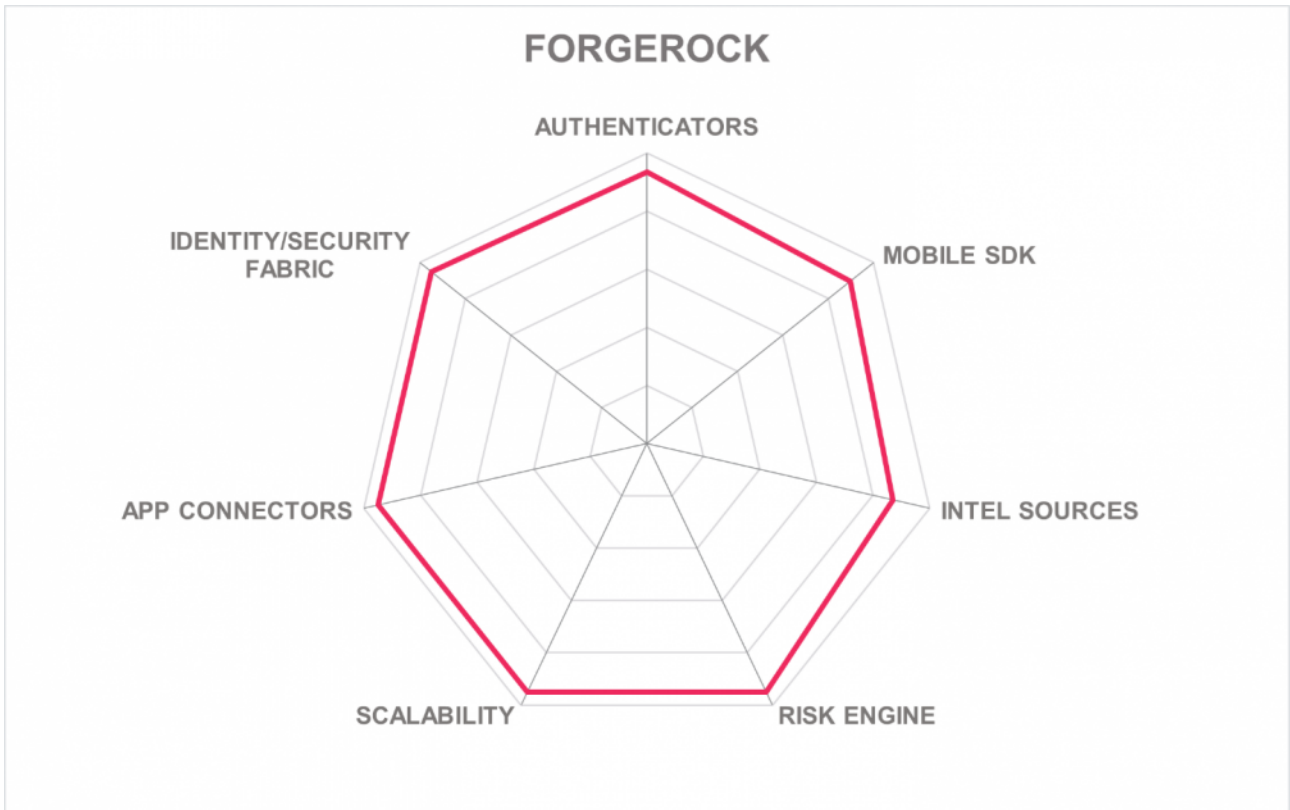 FORGEROCK
AUTHENTICATORS
IDENTITY/SECURITY
FABRIC
MOBILE SDK
APP CONNECTORS
INTEL SOURCES
SCALABILITY
RISK ENGINE